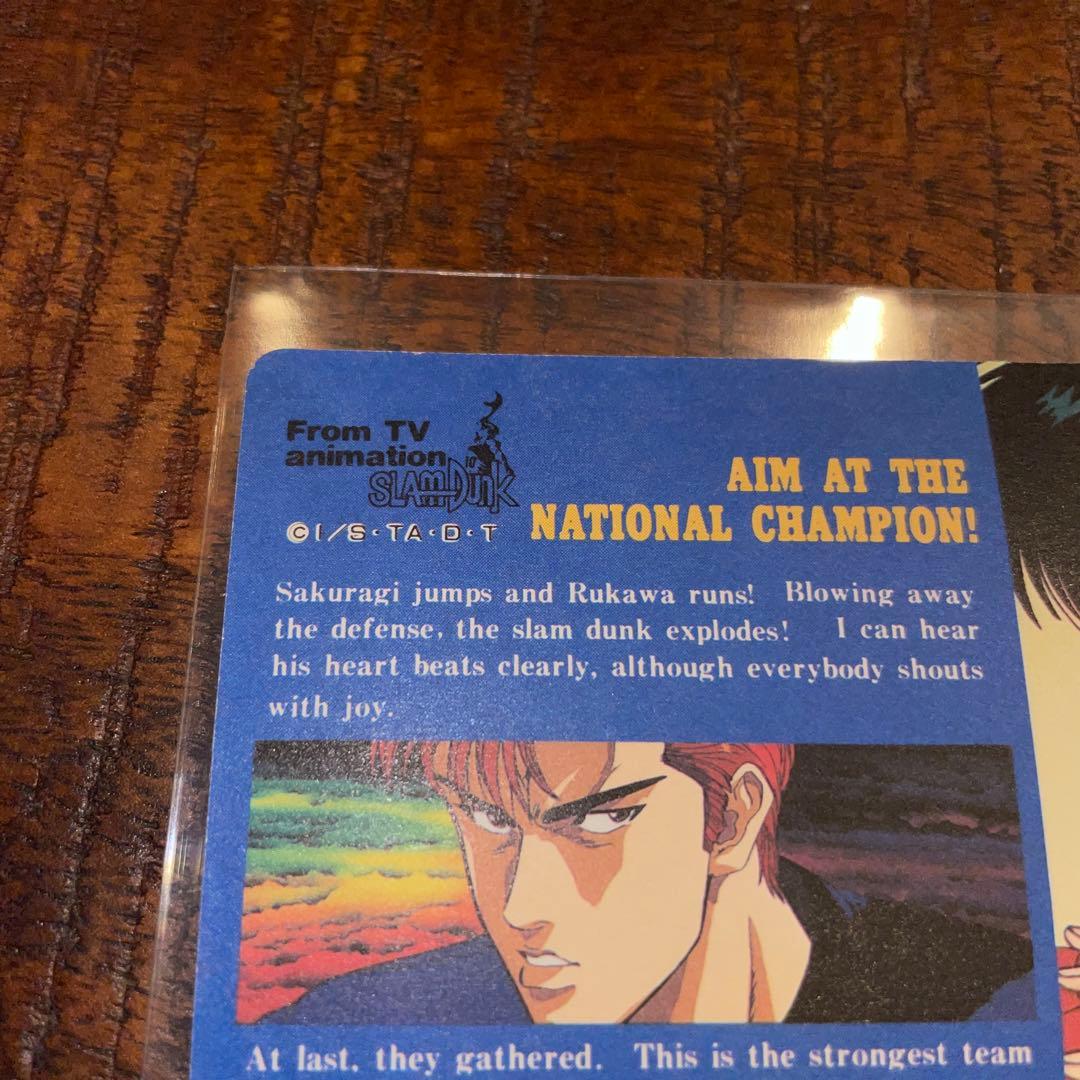 From TV
animation
SLAM DUNK
©I/S・TA・D・T
AIM AT THE
NATIONAL CHAMPION!
Sakuragi jumps and Rukawa runs! Blowing away
the defense, the slam dunk explodes! I can hear
his heart beats clearly, although everybody shouts
with joy.
At last, they gathered. This is the strongest team